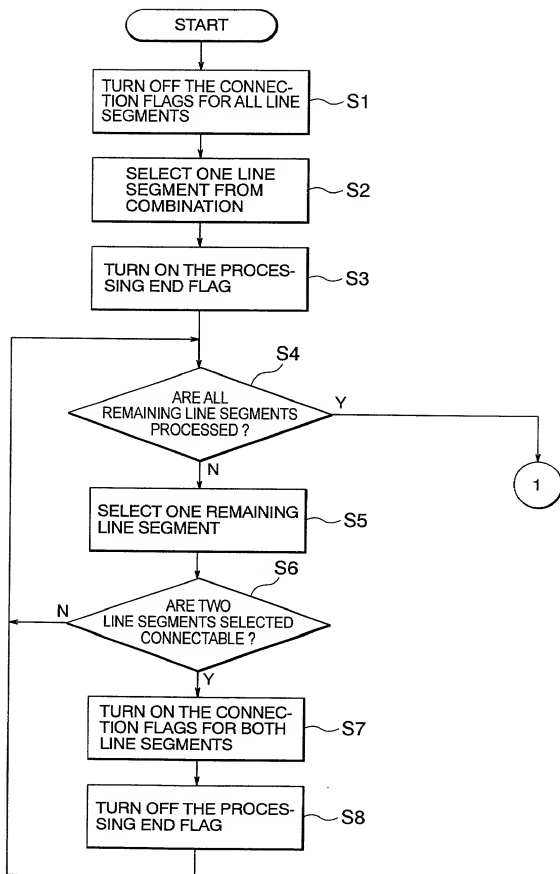 START
TURN OFF THE CONNEC-
TION FLAGS FOR ALL LINE
SEGMENTS
S1
SELECT ONE LINE
SEGMENT FROM
COMBINATION
S2
TURN ON THE PROCES-
SING END FLAG
S3
S4
ARE ALL
REMAINING LINE SEGMENTS
PROCESSED ?
Y
N
1
SELECT ONE REMAINING
LINE SEGMENT
S5
S6
N
ARE TWO
LINE SEGMENTS SELECTED
CONNECTABLE ?
Y
TURN ON THE CONNEC-
TION FLAGS FOR BOTH
LINE SEGMENTS
S7
TURN OFF THE PROCES-
SING END FLAG
S8